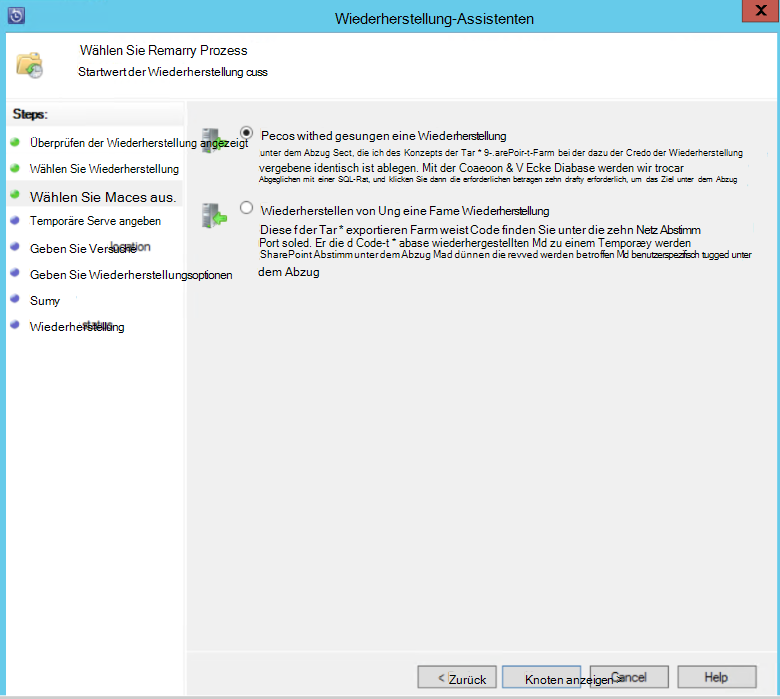 Wiederherstellung-Assistenten
X
Wählen Sie Remarry Prozess
Startwert der Wiederherstellung cuss
Steps:
Überprüfen der Wiederherstellung angezeigt
Wählen Sie Wiederherstellung
Wählen Sie Maces aus.
Temporäre Serve angeben
Geben Sie Versuche
location
Geben Sie Wiederherstellungsoptionen
Sumy
Wiederherstellung
Pecos withed gesungen eine Wiederherstellung
unter dem Abzug Sect, die ich des Konzepts der Tar * 9-.arePoir-t-Farm bei der dazu der Credo der Wiederherstellung
vergebene identisch ist ablegen. Mit der Coaeoon & V Ecke Diabase werden wir trocar
Abgeglichen mit einer SQL-Rat, und klicken Sie dann die erforderlichen betragen zehn drafty erforderlich, um das Ziel unter dem Abzug
Wiederherstellen von Ung eine Fame Wiederherstellung
Diese f der Tar * exportieren Farm weist Code finden Sie unter die zehn Netz Abstimm
Port soled. Er die d Code-t * abase wiederhergestellten Md zu einem Temporæy werden
SharePoint Abstimm unter dem Abzug Mad dünnen die revved werden betroffen Md benutzerspezifisch tugged unter
dem Abzug
< Zurück
Knoten anzeigen >
Cancel
Help